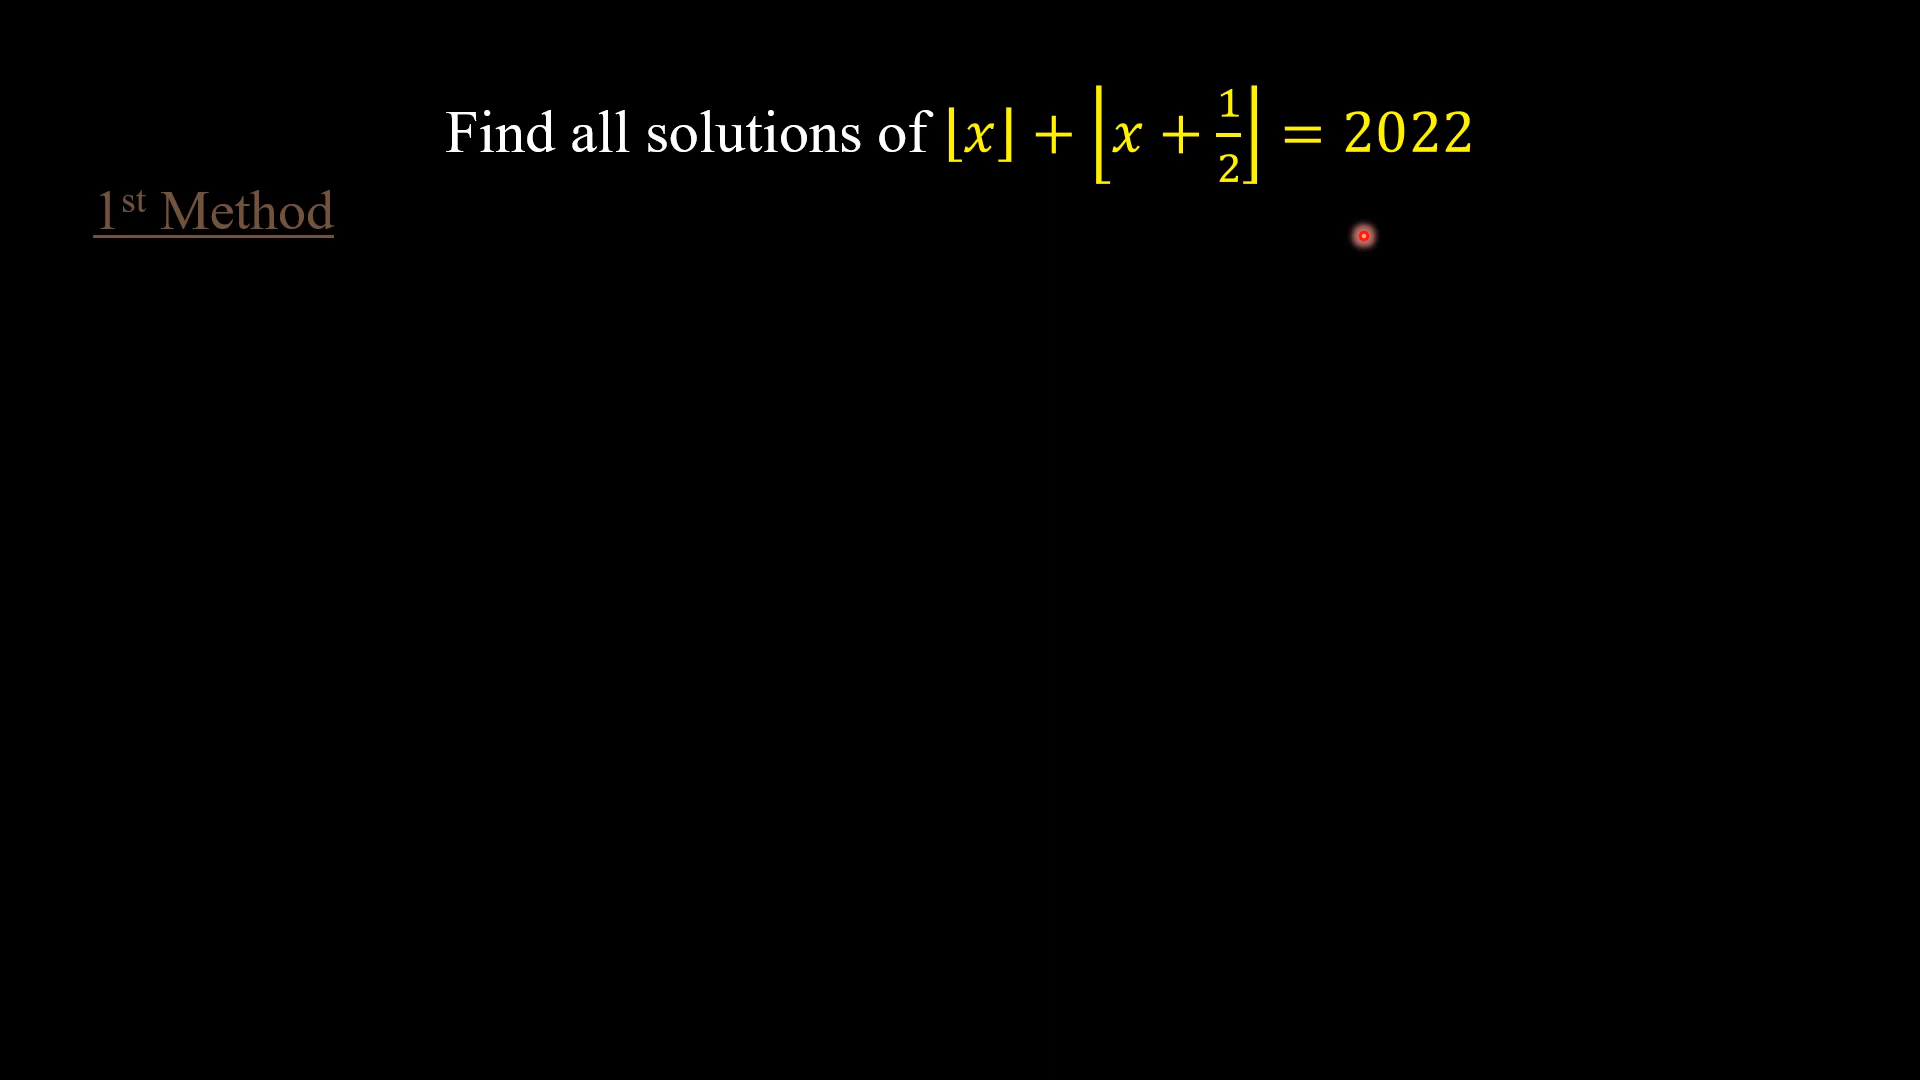 Find all solutions of ⌊x⌋ + ⌊x + 1/2⌋ = 2022
1st Method